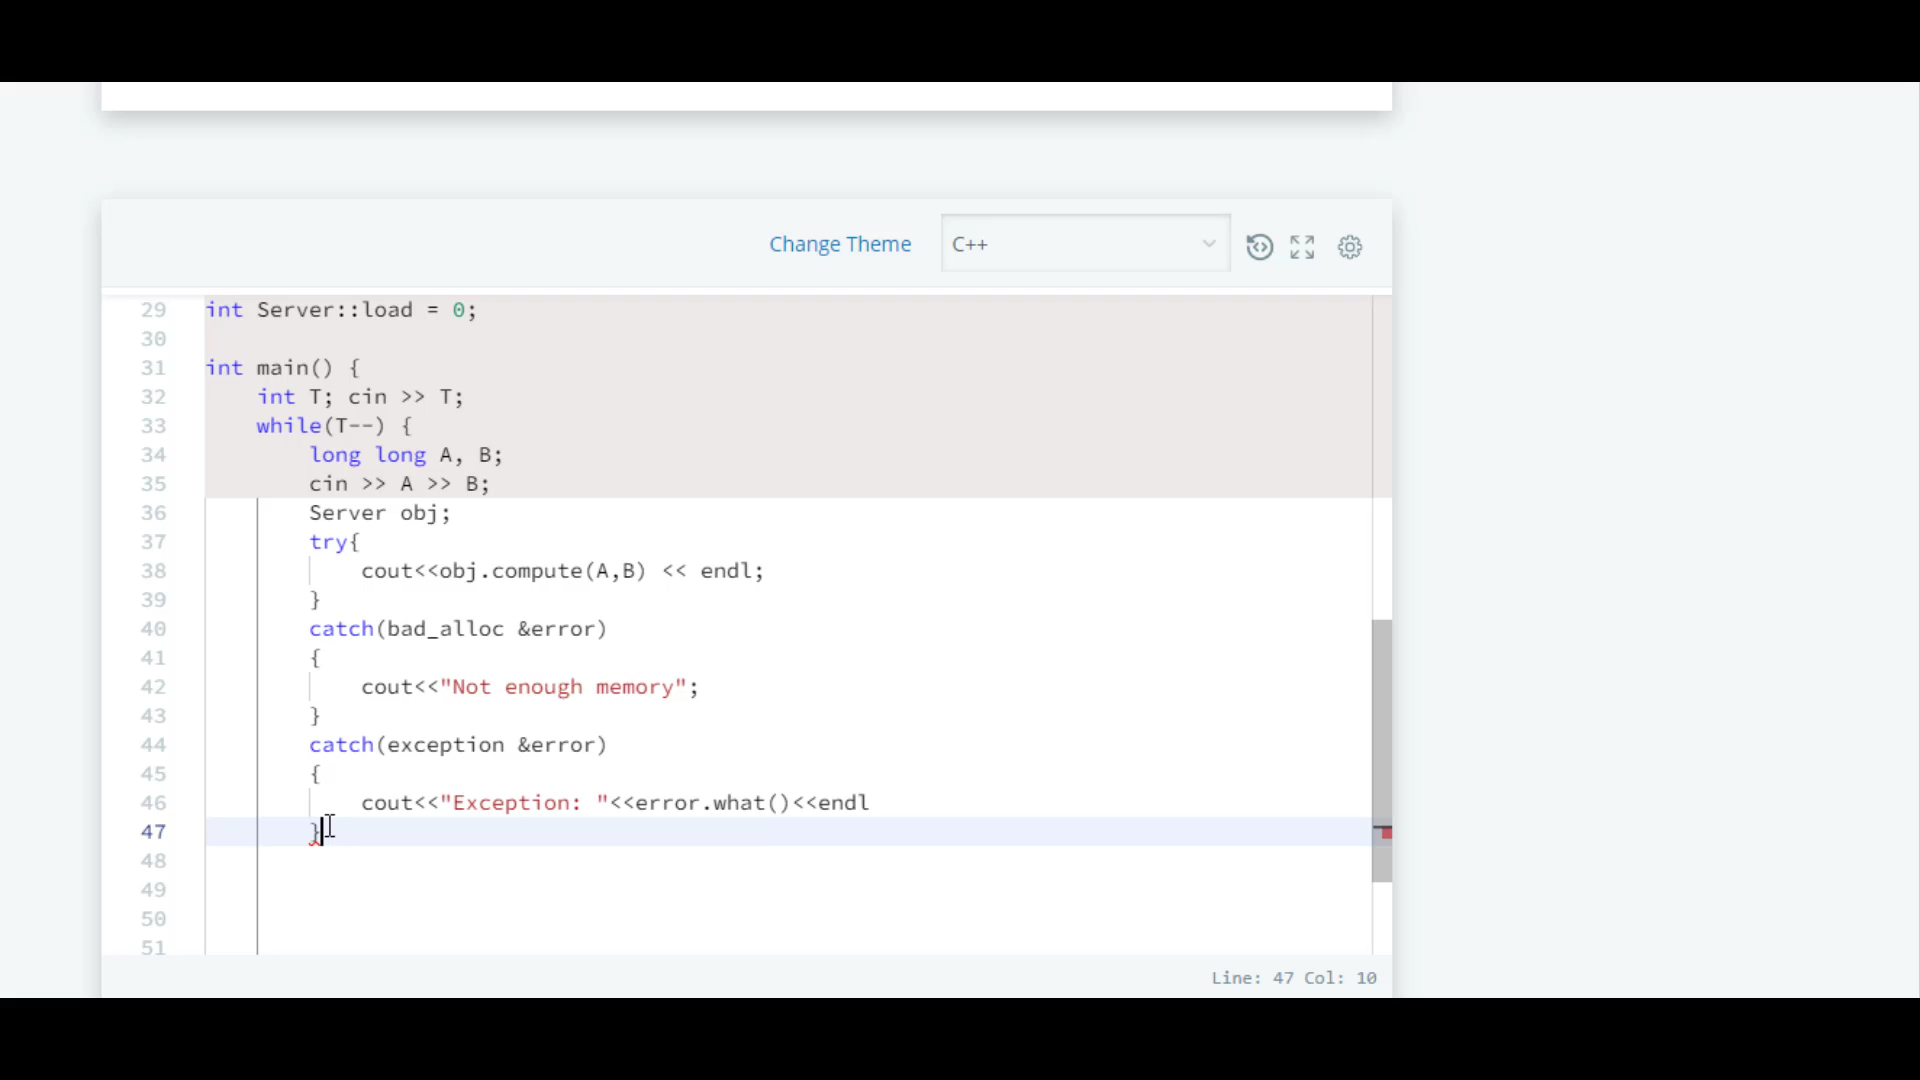 Change Theme C++
29 int Server::load = 0;
30
31 int main() {
32 int T; cin >> T;
33 while(T--) {
34 long long A, B;
35 cin >> A >> B;
36 Server obj;
37 try{
38 cout<<obj.compute(A,B) << endl;
39 }
40 catch(bad_alloc &error)
41 {
42 cout<<"Not enough memory";
43 }
44 catch(exception &error)
45 {
46 cout<<"Exception: "<<error.what()<<endl
47 }
48
49
50
51
Line: 47 Col: 10